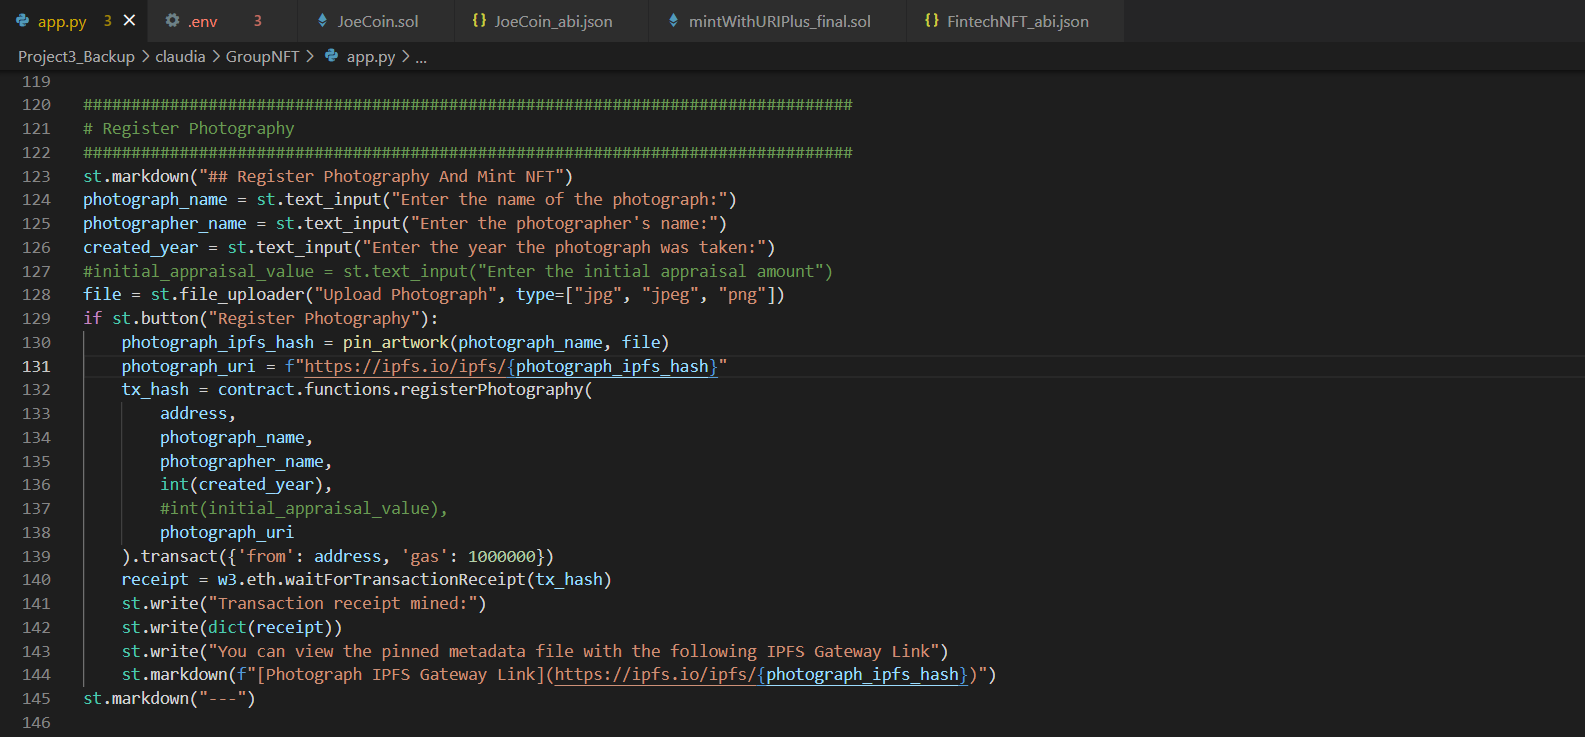 app.py 3 .env 3 JoeCoin.sol {} JoeCoin_abi.json mintWithURIPlus_final.sol {} FintechNFT_abi.json
Project3_Backup > claudia > GroupNFT > app.py > ...
119
120 ################################################################################
121 # Register Photography
122 ################################################################################
123 st.markdown("## Register Photography And Mint NFT")
124 photograph_name = st.text_input("Enter the name of the photograph:")
125 photographer_name = st.text_input("Enter the photographer's name:")
126 created_year = st.text_input("Enter the year the photograph was taken:")
127 #initial_appraisal_value = st.text_input("Enter the initial appraisal amount")
128 file = st.file_uploader("Upload Photograph", type=["jpg", "jpeg", "png"])
129 if st.button("Register Photography"):
130     photograph_ipfs_hash = pin_artwork(photograph_name, file)
131     photograph_uri = f"https://ipfs.io/ipfs/{photograph_ipfs_hash}"
132     tx_hash = contract.functions.registerPhotography(
133         address,
134         photograph_name,
135         photographer_name,
136         int(created_year),
137         #int(initial_appraisal_value),
138         photograph_uri
139     ).transact({'from': address, 'gas': 1000000})
140     receipt = w3.eth.waitForTransactionReceipt(tx_hash)
141     st.write("Transaction receipt mined:")
142     st.write(dict(receipt))
143     st.write("You can view the pinned metadata file with the following IPFS Gateway Link")
144     st.markdown(f"[Photograph IPFS Gateway Link](https://ipfs.io/ipfs/{photograph_ipfs_hash})")
145 st.markdown("---")
146